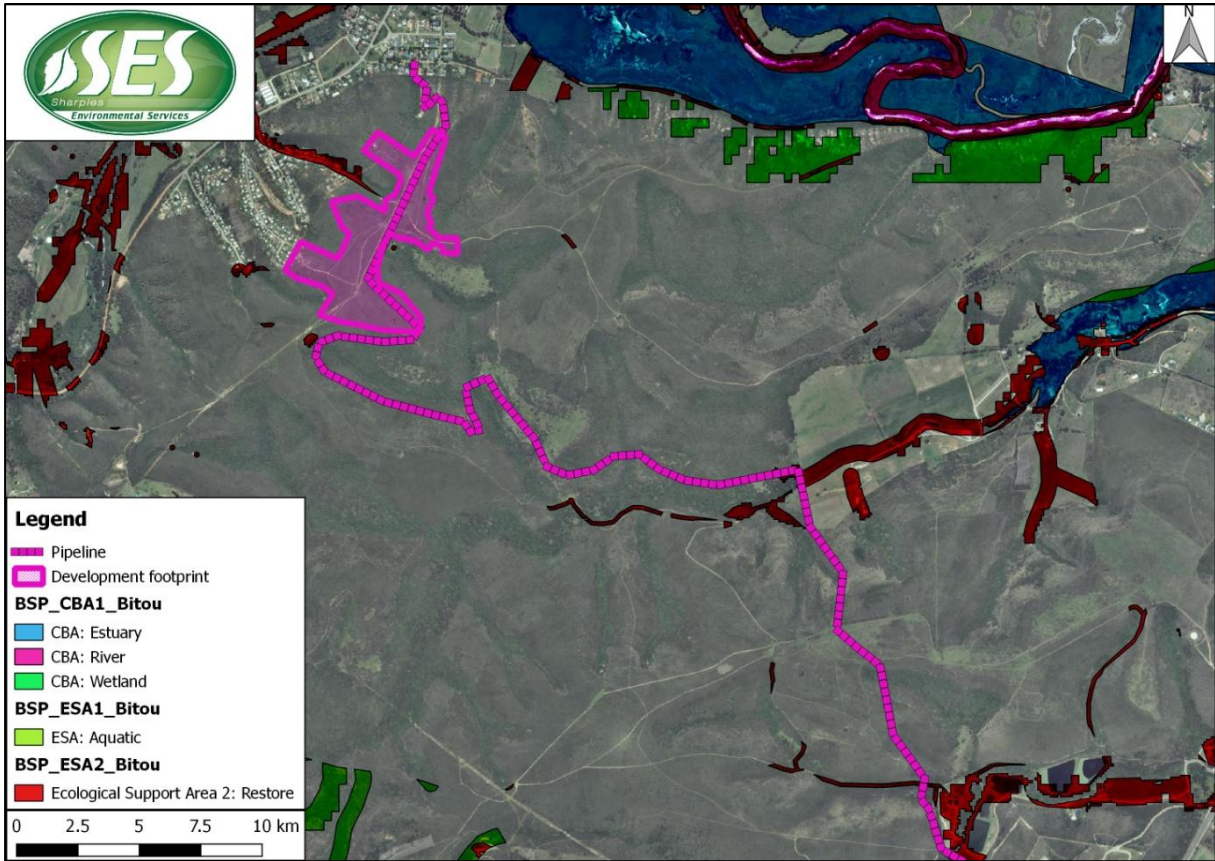 SES
Sharples
Environmental Services
N
Legend
Pipeline
Development footprint
BSP_CBA1_Bitou
CBA: Estuary
CBA: River
CBA: Wetland
BSP_ESA1_Bitou
ESA: Aquatic
BSP_ESA2_Bitou
Ecological Support Area 2: Restore
0 2.5 5 7.5 10 km